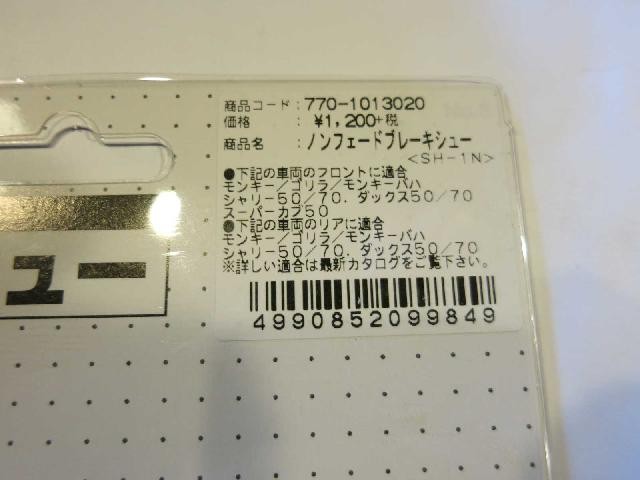 商品コード : 770-1013020
価格 : ¥1,200+税
商品名 : ノンフェードブレーキシュー
<SH-1N>
●下記の車両のフロントに適合
モンキー/ゴリラ/モンキーバハ
シャリー50/70. ダックス50/70
スーパーカブ50
●下記の車両のリアに適合
モンキー/ゴリラ/モンキーバハ
シャリー50/70. ダックス50/70
※詳しい適合は最新カタログをご覧下さい。
4990852099849
ュー